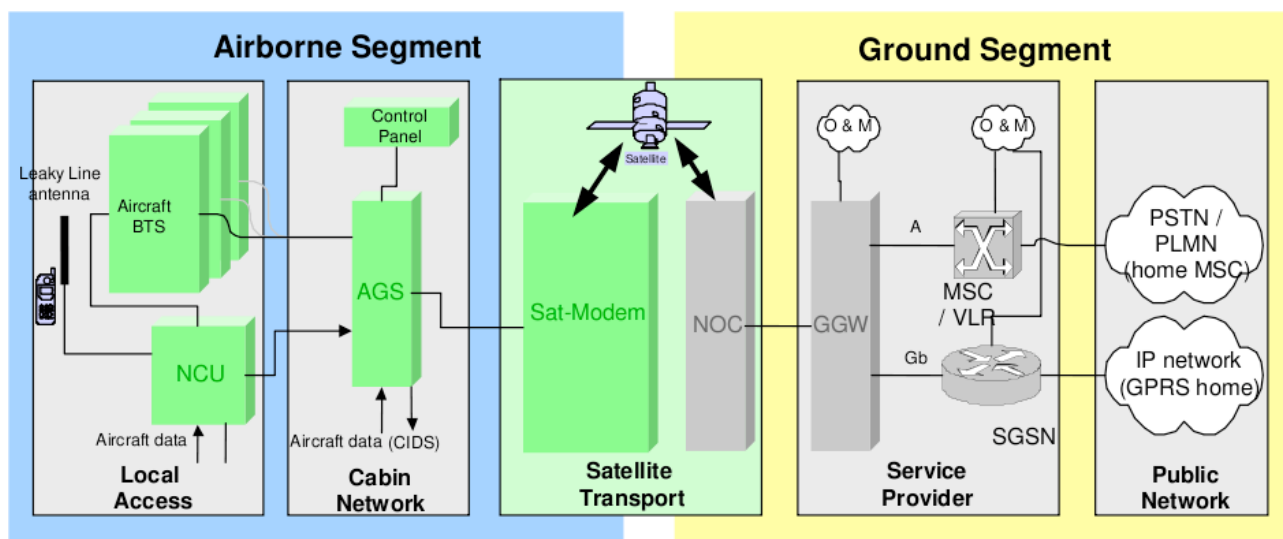 Airborne Segment
Ground Segment
Leaky Line
antenna
Aircraft
BTS
NCU
Aircraft data
Local
Access
Control
Panel
AGS
Aircraft data (CIDS)
Cabin
Network
Satellite
Sat-Modem
NOC
Satellite
Transport
O & M
O & M
GGW
A
MSC
/ VLR
Gb
SGSN
Service
Provider
PSTN /
PLMN
(home MSC)
IP network
(GPRS home)
Public
Network